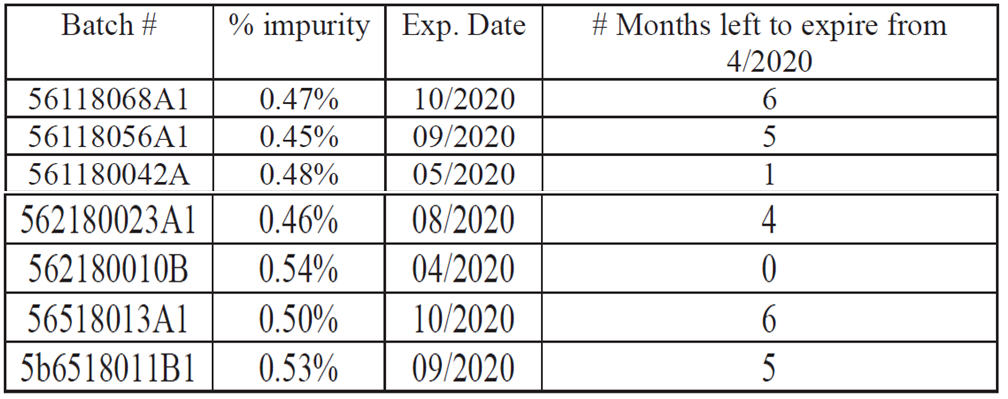 Batch # % impurity Exp. Date # Months left to expire from
4/2020
56118068A1 0.47% 10/2020 6
56118056A1 0.45% 09/2020 5
561180042A 0.48% 05/2020 1
562180023A1 0.46% 08/2020 4
562180010B 0.54% 04/2020 0
56518013A1 0.50% 10/2020 6
5b6518011B1 0.53% 09/2020 5